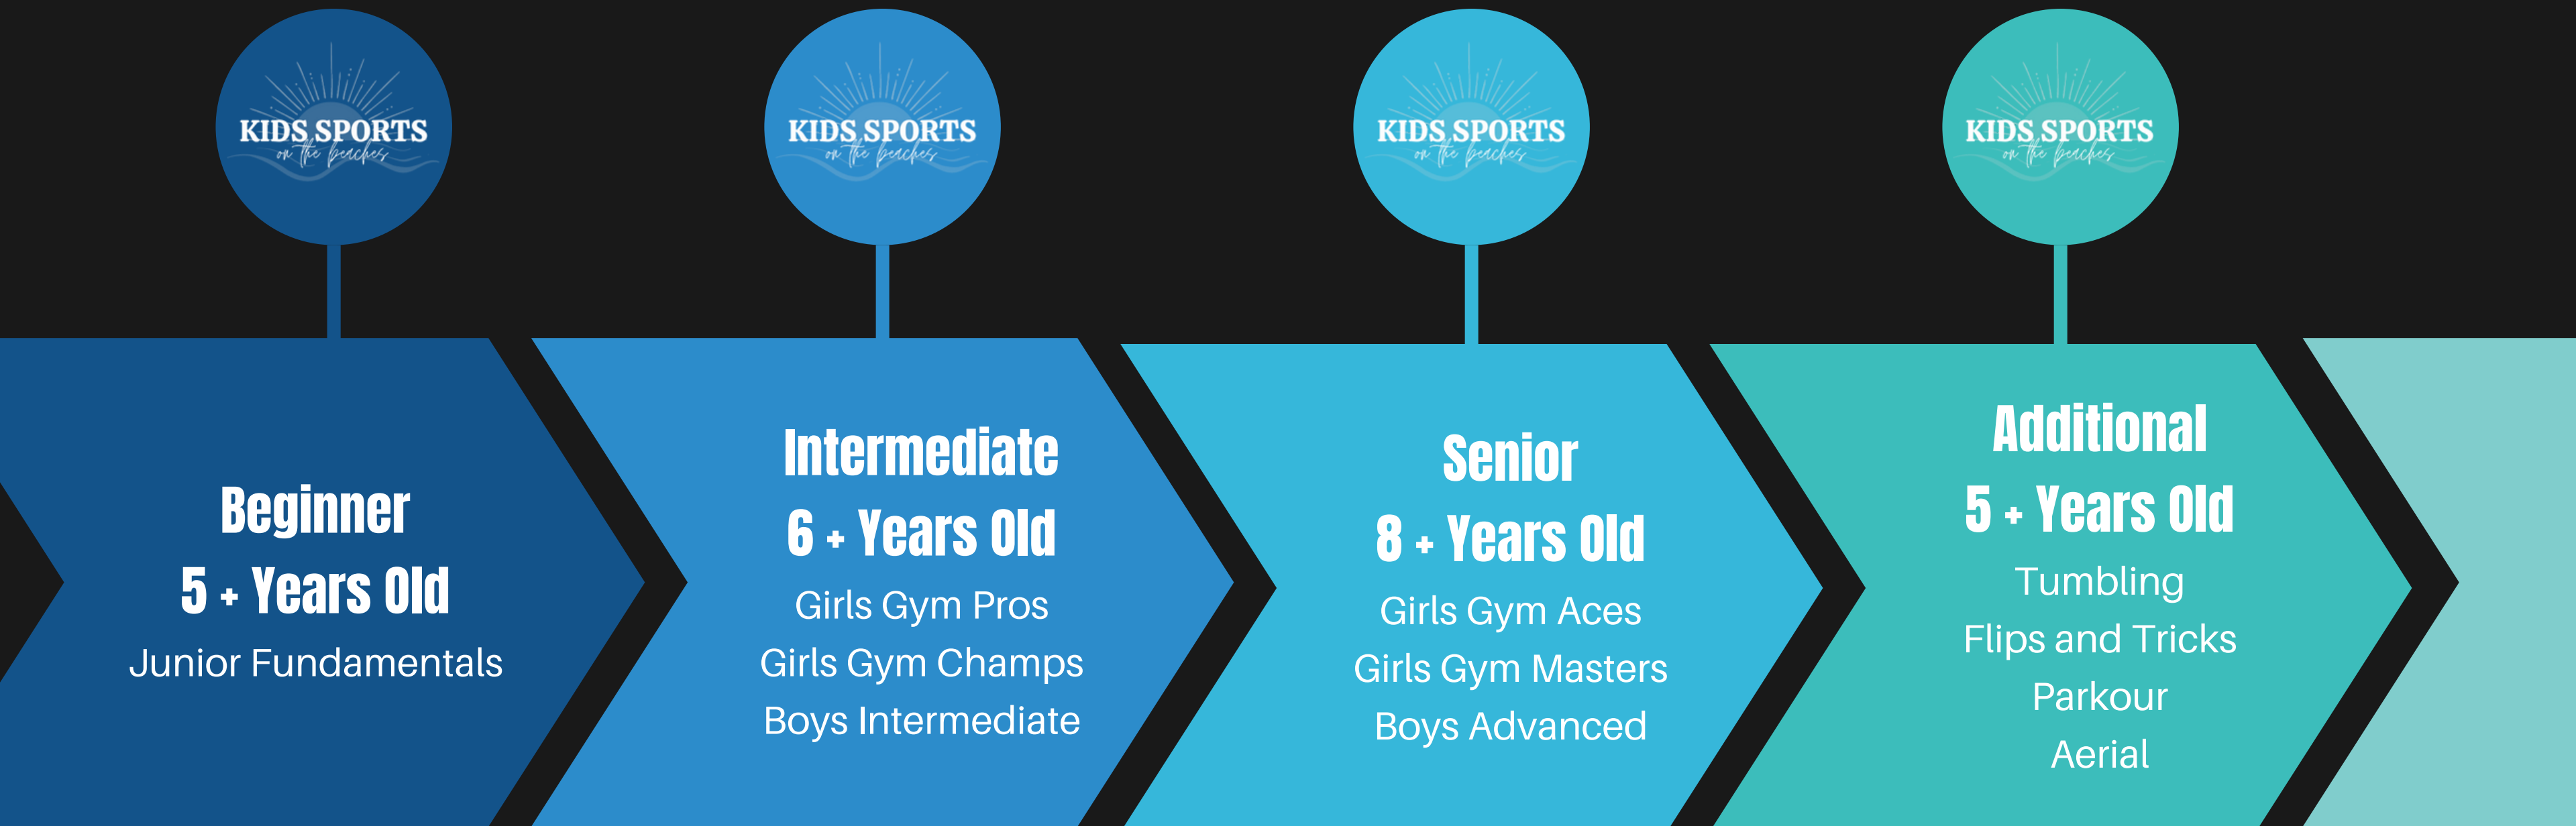 KIDS SPORTS
on the beaches
KIDS SPORTS
on the beaches
KIDS SPORTS
on the beaches
KIDS SPORTS
on the beaches
Beginner
5 + Years Old
Junior Fundamentals
Intermediate
6 + Years Old
Girls Gym Pros
Girls Gym Champs
Boys Intermediate
Senior
8 + Years Old
Girls Gym Aces
Girls Gym Masters
Boys Advanced
Additional
5 + Years Old
Tumbling
Flips and Tricks
Parkour
Aerial